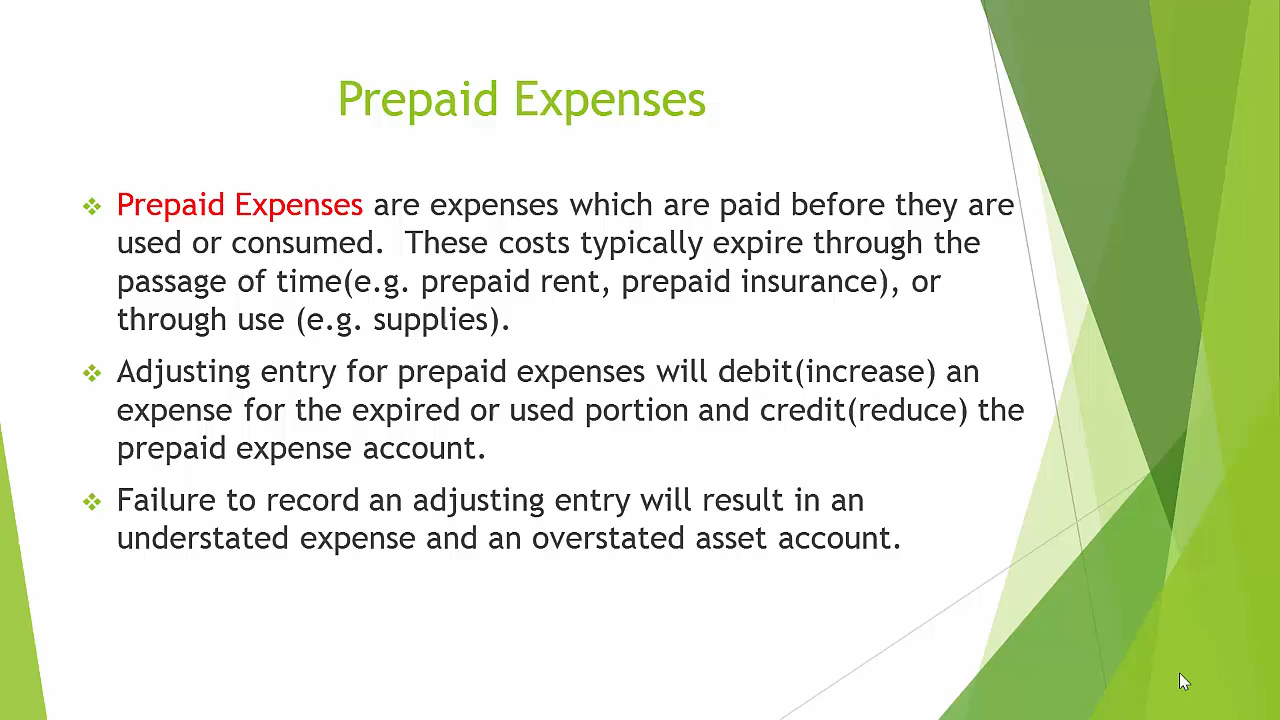 Prepaid Expenses
Prepaid Expenses are expenses which are paid before they are
used or consumed.  These costs typically expire through the
passage of time(e.g. prepaid rent, prepaid insurance), or
through use (e.g. supplies).
Adjusting entry for prepaid expenses will debit(increase) an
expense for the expired or used portion and credit(reduce) the
prepaid expense account.
Failure to record an adjusting entry will result in an
understated expense and an overstated asset account.